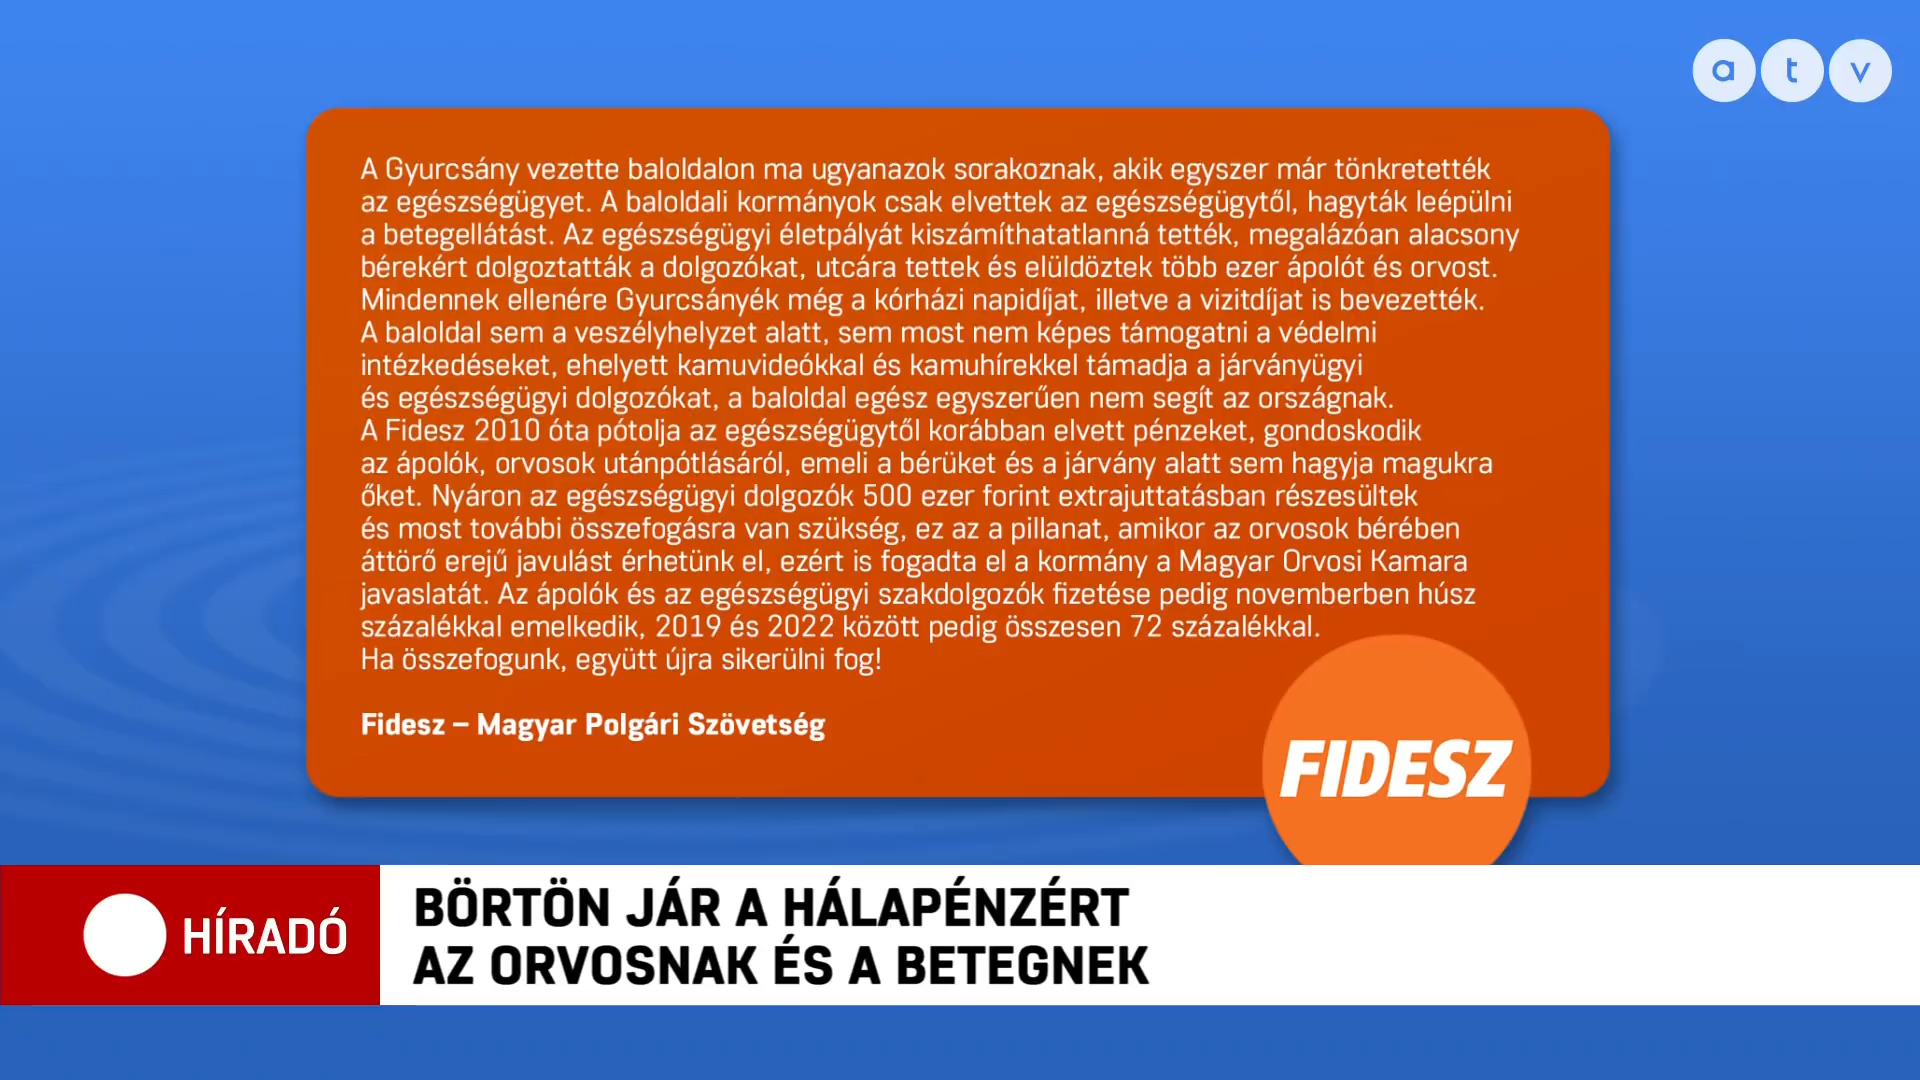 a t v
A Gyurcsány vezette baloldalon ma ugyanazok sorakoznak, akik egyszer már tönkretették
az egészségügyet. A baloldali kormányok csak elvettek az egészségügytől, hagyták leépülni
a betegellátást. Az egészségügyi életpályát kiszámíthatatlanná tették, megalázóan alacsony
bérekért dolgoztatták a dolgozókat, utcára tettek és elüldöztek több ezer ápolót és orvost.
Mindennek ellenére Gyurcsányék még a kórházi napidíjat, illetve a vizitdíjat is bevezették.
A baloldal sem a veszélyhelyzet alatt, sem most nem képes támogatni a védelmi
intézkedéseket, ehelyett kamuvideókkal és kamuhírekkel támadja a járványügyi
és egészségügyi dolgozókat, a baloldal egész egyszerűen nem segít az országnak.
A Fidesz 2010 óta pótolja az egészségügytől korábban elvett pénzeket, gondoskodik
az ápolók, orvosok utánpótlásáról, emeli a bérüket és a járvány alatt sem hagyja magukra
őket. Nyáron az egészségügyi dolgozók 500 ezer forint extrajuttatásban részesültek
és most további összefogásra van szükség, ez az a pillanat, amikor az orvosok bérében
áttörő erejű javulást érhetünk el, ezért is fogadta el a kormány a Magyar Orvosi Kamara
javaslatát. Az ápolók és az egészségügyi szakdolgozók fizetése pedig novemberben húsz
százalékkal emelkedik, 2019 és 2022 között pedig összesen 72 százalékkal.
Ha összefogunk, együtt újra sikerülni fog!
Fidesz – Magyar Polgári Szövetség
FIDESZ
HÍRADÓ
BÖRTÖN JÁR A HÁLAPÉNZÉRT
AZ ORVOSNAK ÉS A BETEGNEK